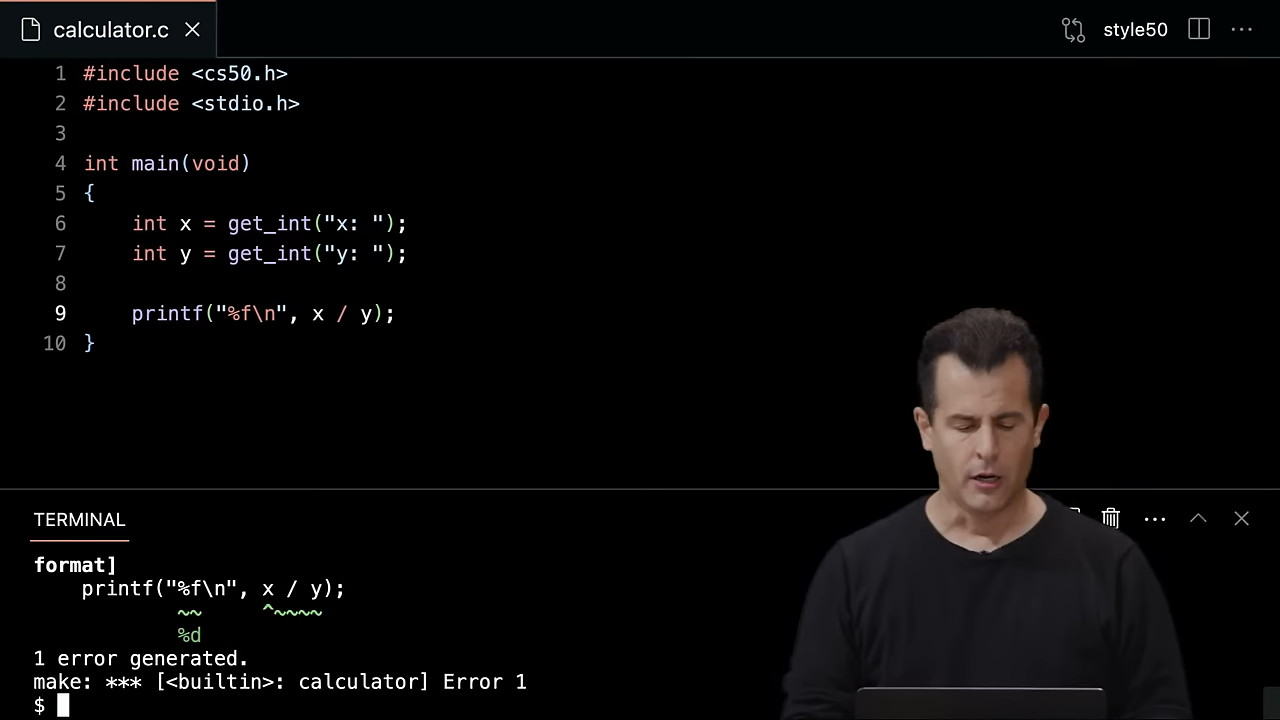 calculator.c
style50
1 #include <cs50.h>
2 #include <stdio.h>
3
4 int main(void)
5 {
6     int x = get_int("x: ");
7     int y = get_int("y: ");
8
9     printf("%f\n", x / y);
10 }
TERMINAL
format]
    printf("%f\n", x / y);
            ~~     ^~~~~
            %d
1 error generated.
make: *** [<builtin>: calculator] Error 1
$